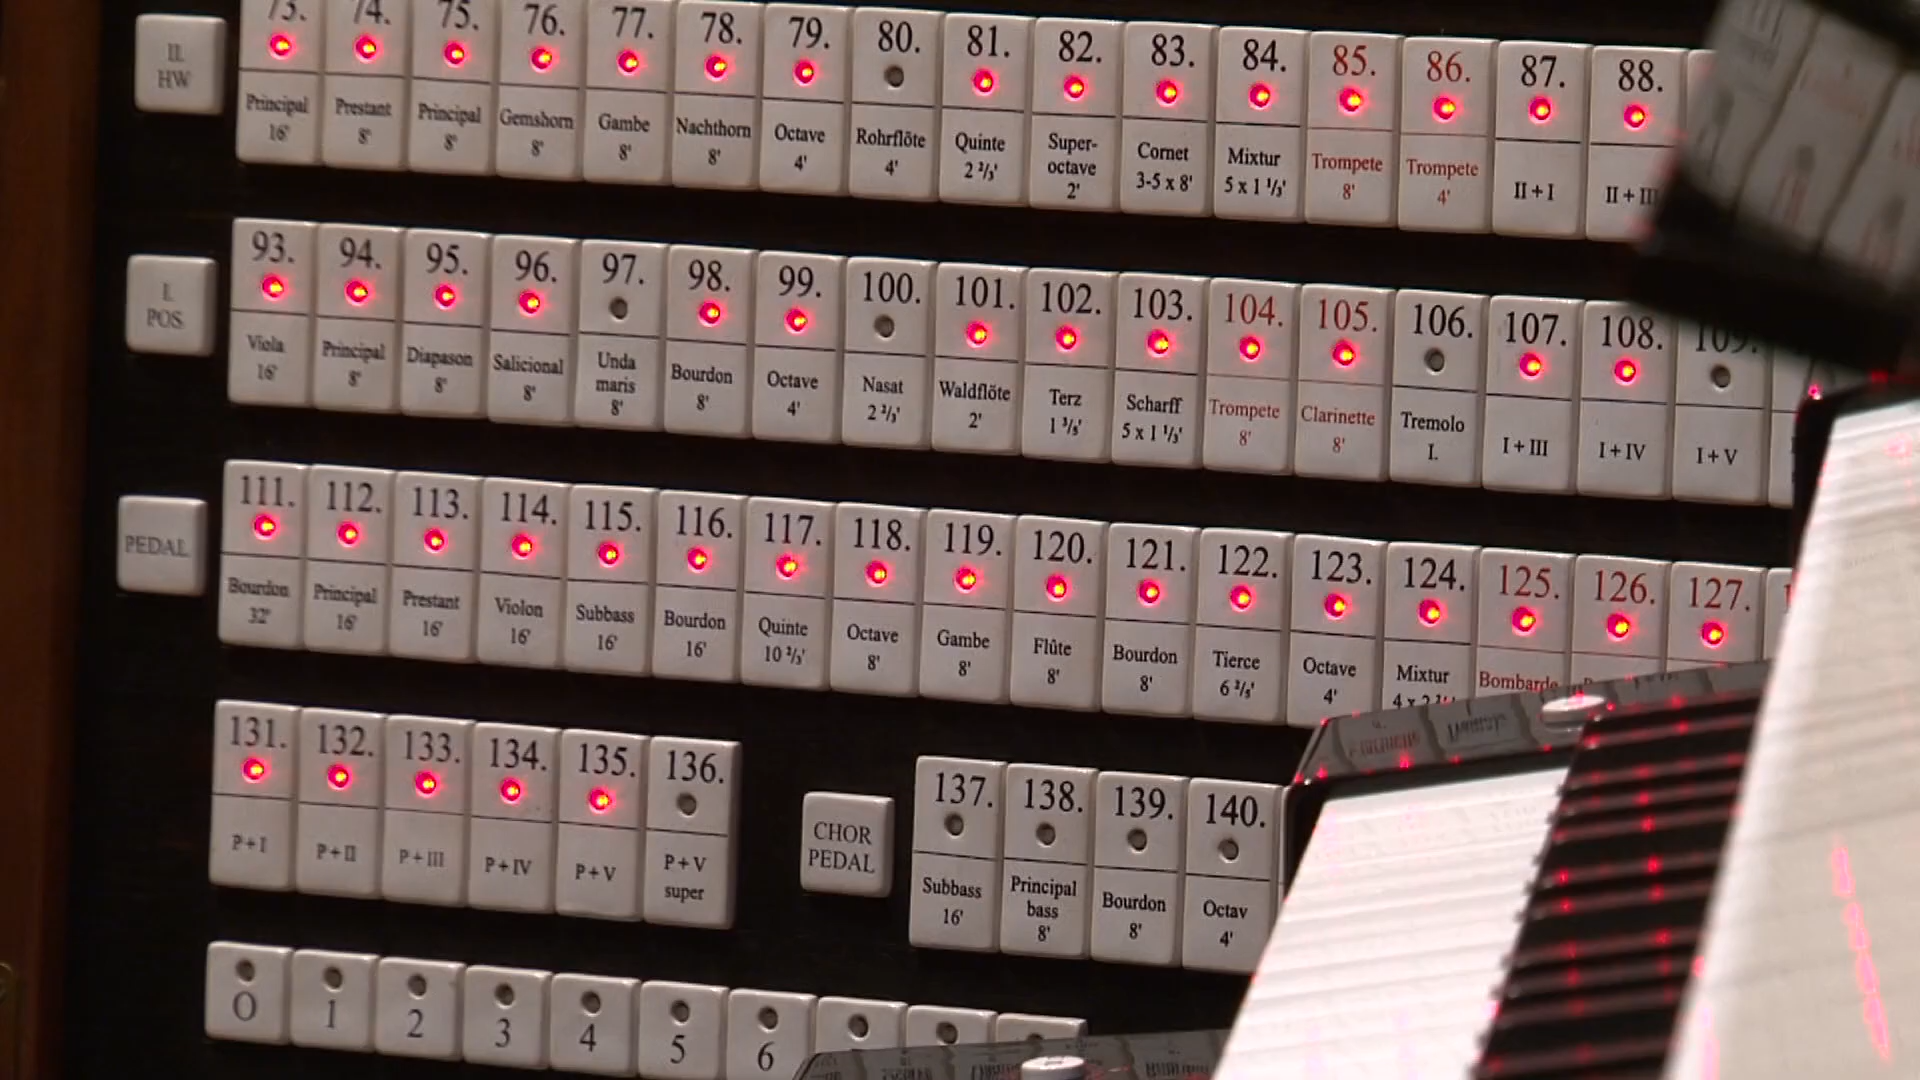 II. HW
73. 74. 75. 76. 77. 78. 79. 80. 81. 82. 83. 84. 85. 86. 87. 88.
Principal 16' Prestant 8' Principal 8' Gemshorn 8' Gambe 8' Nachthorn 8' Octave 4' Rohrflöte 4' Quinte 2 2/3' Super-octave 2' Cornet 3-5 x 8' Mixtur 5 x 1 1/3' Trompete 8' Trompete 4' II + I II + III
I. POS.
93. 94. 95. 96. 97. 98. 99. 100. 101. 102. 103. 104. 105. 106. 107. 108. 109.
Viola 16' Principal 8' Diapason 8' Salicional 8' Unda maris 8' Bourdon 8' Octave 4' Nasat 2 2/3' Waldflöte 2' Terz 1 3/5' Scharff 5 x 1 1/3' Trompete 8' Clarinette 8' Tremolo I. I + III I + IV I + V
PEDAL
111. 112. 113. 114. 115. 116. 117. 118. 119. 120. 121. 122. 123. 124. 125. 126. 127.
Bourdon 32' Principal 16' Prestant 16' Violon 16' Subbass 16' Bourdon 16' Quinte 10 2/3' Octave 8' Gambe 8' Flûte 8' Bourdon 8' Tierce 6 2/5' Octave 4' Mixtur Bombarde
131. 132. 133. 134. 135. 136.
P + I P + II P + III P + IV P + V P + V super
CHOR PEDAL
137. 138. 139. 140.
Subbass 16' Principal bass 8' Bourdon 8' Octav 4'
0 1 2 3 4 5 6